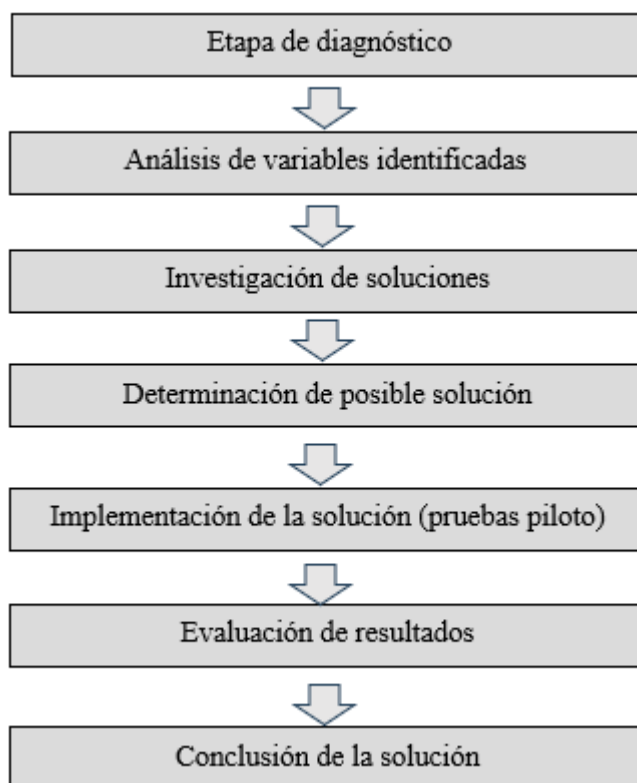 Etapa de diagnóstico
Análisis de variables identificadas
Investigación de soluciones
Determinación de posible solución
Implementación de la solución (pruebas piloto)
Evaluación de resultados
Conclusión de la solución